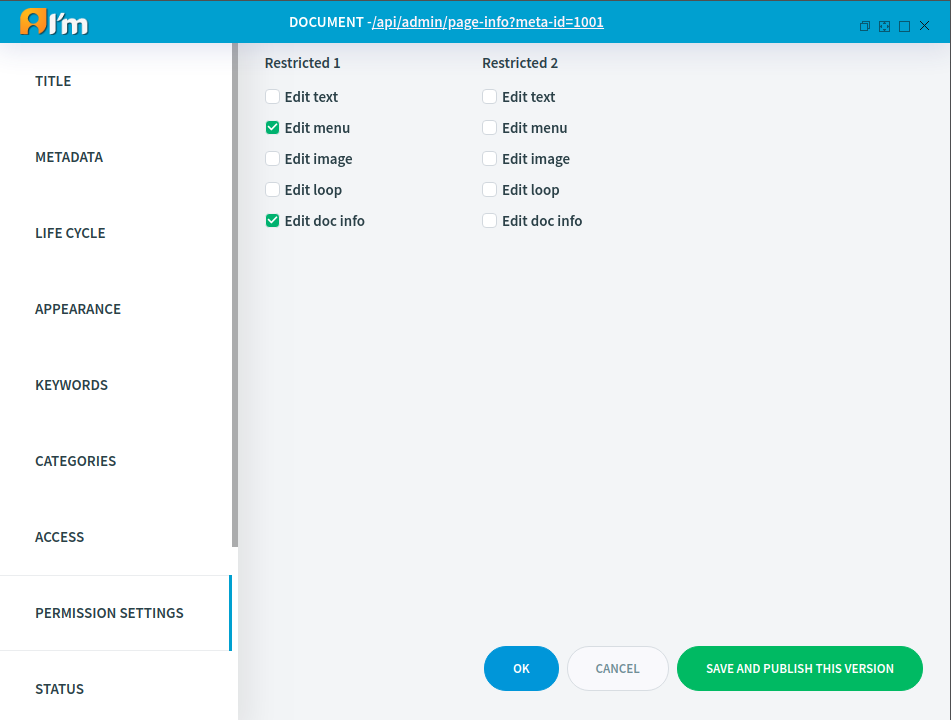 AI'm
DOCUMENT -/api/admin/page-info?meta-id=1001
TITLE
METADATA
LIFE CYCLE
APPEARANCE
KEYWORDS
CATEGORIES
ACCESS
PERMISSION SETTINGS
STATUS
Restricted 1
Edit text
Edit menu
Edit image
Edit loop
Edit doc info
Restricted 2
Edit text
Edit menu
Edit image
Edit loop
Edit doc info
OK
CANCEL
SAVE AND PUBLISH THIS VERSION